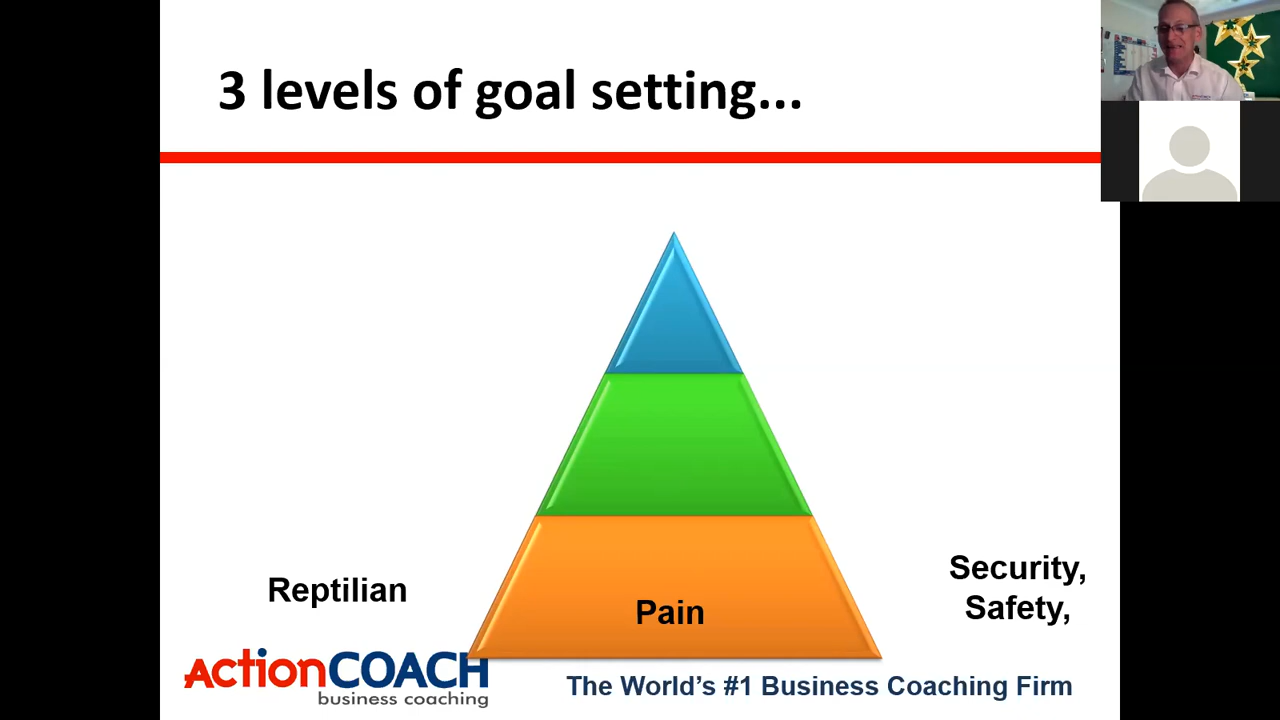 3 levels of goal setting...
Reptilian
Pain
Security,
Safety,
ActionCOACH
business coaching
The World's #1 Business Coaching Firm